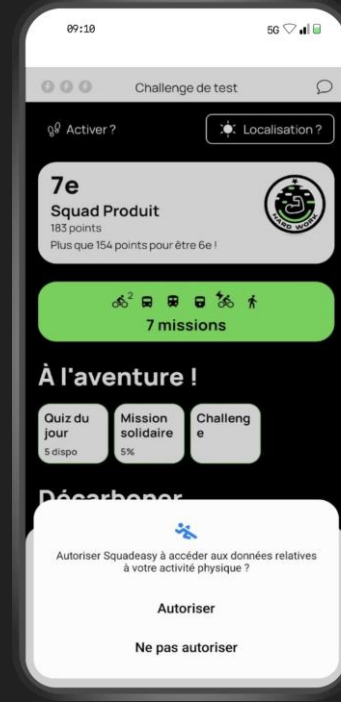 09:10
5G
Challenge de test
Activer ?
Localisation ?
7e
Squad Produit
183 points
Plus que 154 points pour être 6e !
HARD WORK
2
7 missions
À l'aventure !
Quiz du
jour
5 dispo
Mission
solidaire
5%
Challeng
e
Décarboner
Autoriser Squadeasy à accéder aux données relatives
à votre activité physique ?
Autoriser
Ne pas autoriser